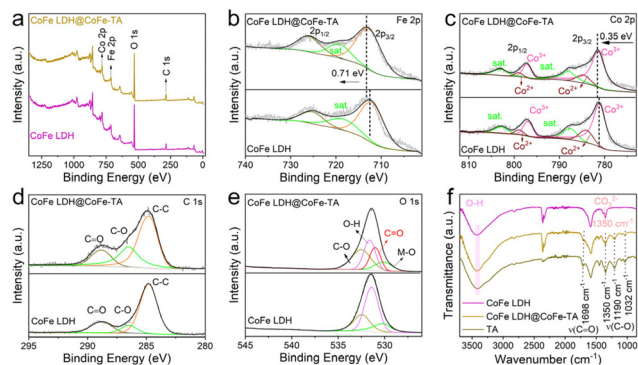 a
CoFe LDH@CoFe-TA
Co 2p
Fe 2p
O 1s
C 1s
CoFe LDH
Intensity (a.u.)
1250 1000 750 500 250 0
Binding Energy (eV)
b
Fe 2p
CoFe LDH@CoFe-TA
2p1/2
2p3/2
sat.
0.71 eV
sat.
CoFe LDH
Intensity (a.u.)
740 730 720 710 700
Binding Energy (eV)
c
Co 2p
CoFe LDH@CoFe-TA
0.35 eV
2p3/2
2p1/2
Co3+
Co3+
sat.
sat.
Co2+
Co2+
Co3+
Co3+
sat.
sat.
Co2+
Co2+
CoFe LDH
Intensity (a.u.)
810 800 790 780
Binding Energy (eV)
d
C 1s
CoFe LDH@CoFe-TA
C-C
C-O
C=O
C-C
C=O
C-O
CoFe LDH
Intensity (a.u.)
295 290 285 280
Binding Energy (eV)
e
O 1s
CoFe LDH@CoFe-TA
O-H
C=O
C-O
M-O
CoFe LDH
Intensity (a.u.)
545 540 535 530
Binding Energy (eV)
f
O-H
CO32-
1350 cm-1
1698 cm-1
1350 cm-1
1190 cm-1
1032 cm-1
CoFe LDH
CoFe LDH@CoFe-TA
TA
ν(C=O)
ν(C-O)
Transmittance (a.u.)
3500 3000 2500 2000 1500 1000
Wavenumber (cm-1)